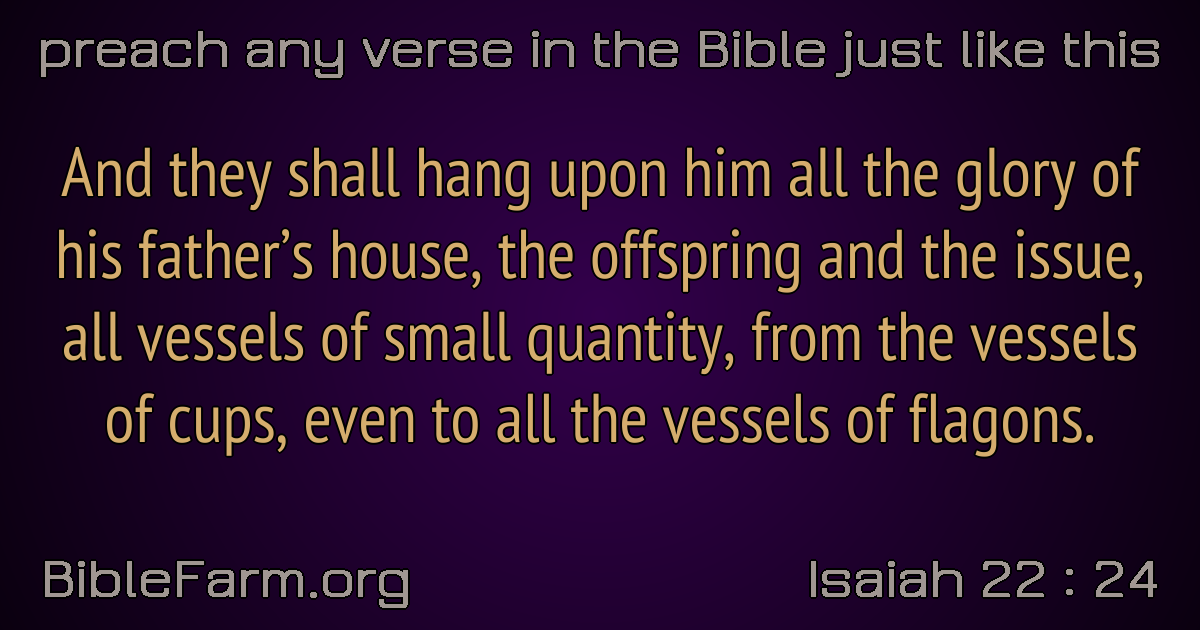 preach any verse in the Bible just like this
And they shall hang upon him all the glory of
his father’s house, the offspring and the issue,
all vessels of small quantity, from the vessels
of cups, even to all the vessels of flagons.
BibleFarm.org
Isaiah 22 : 24